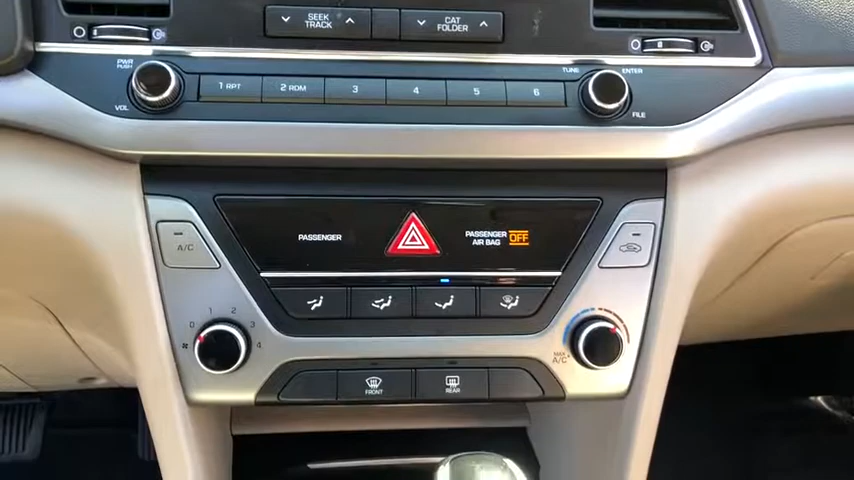 SEEK
TRACK
CAT
FOLDER
PWR
PUSH
VOL
1 RPT
2 RDM
3
4
5
6
TUNE
ENTER
FILE
PASSENGER
PASSENGER
AIR BAG OFF
A/C
0 1 2 3 4
MAX
A/C
FRONT
REAR